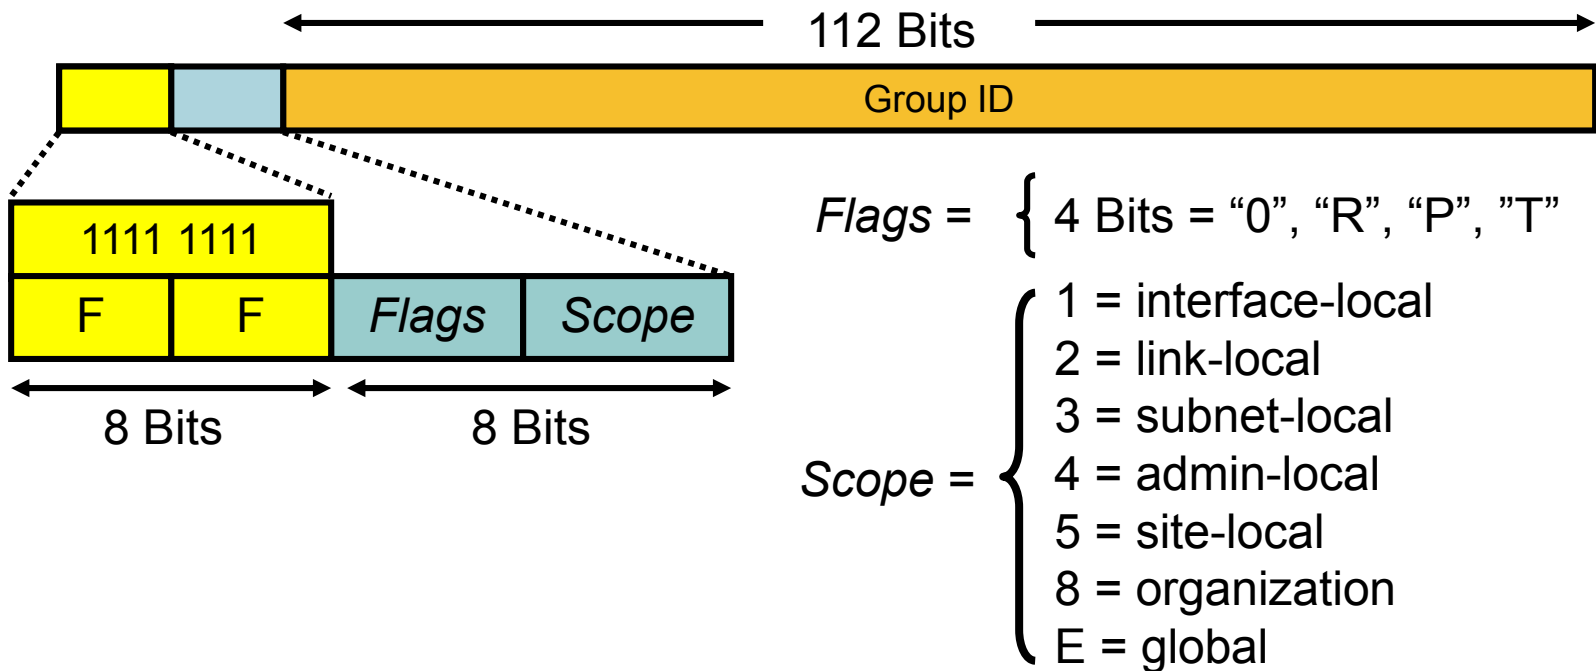 112 Bits
Group ID
1111 1111
F F Flags Scope
8 Bits 8 Bits
Flags = { 4 Bits = “0”, “R”, “P”, ”T”
Scope = {
1 = interface-local
2 = link-local
3 = subnet-local
4 = admin-local
5 = site-local
8 = organization
E = global